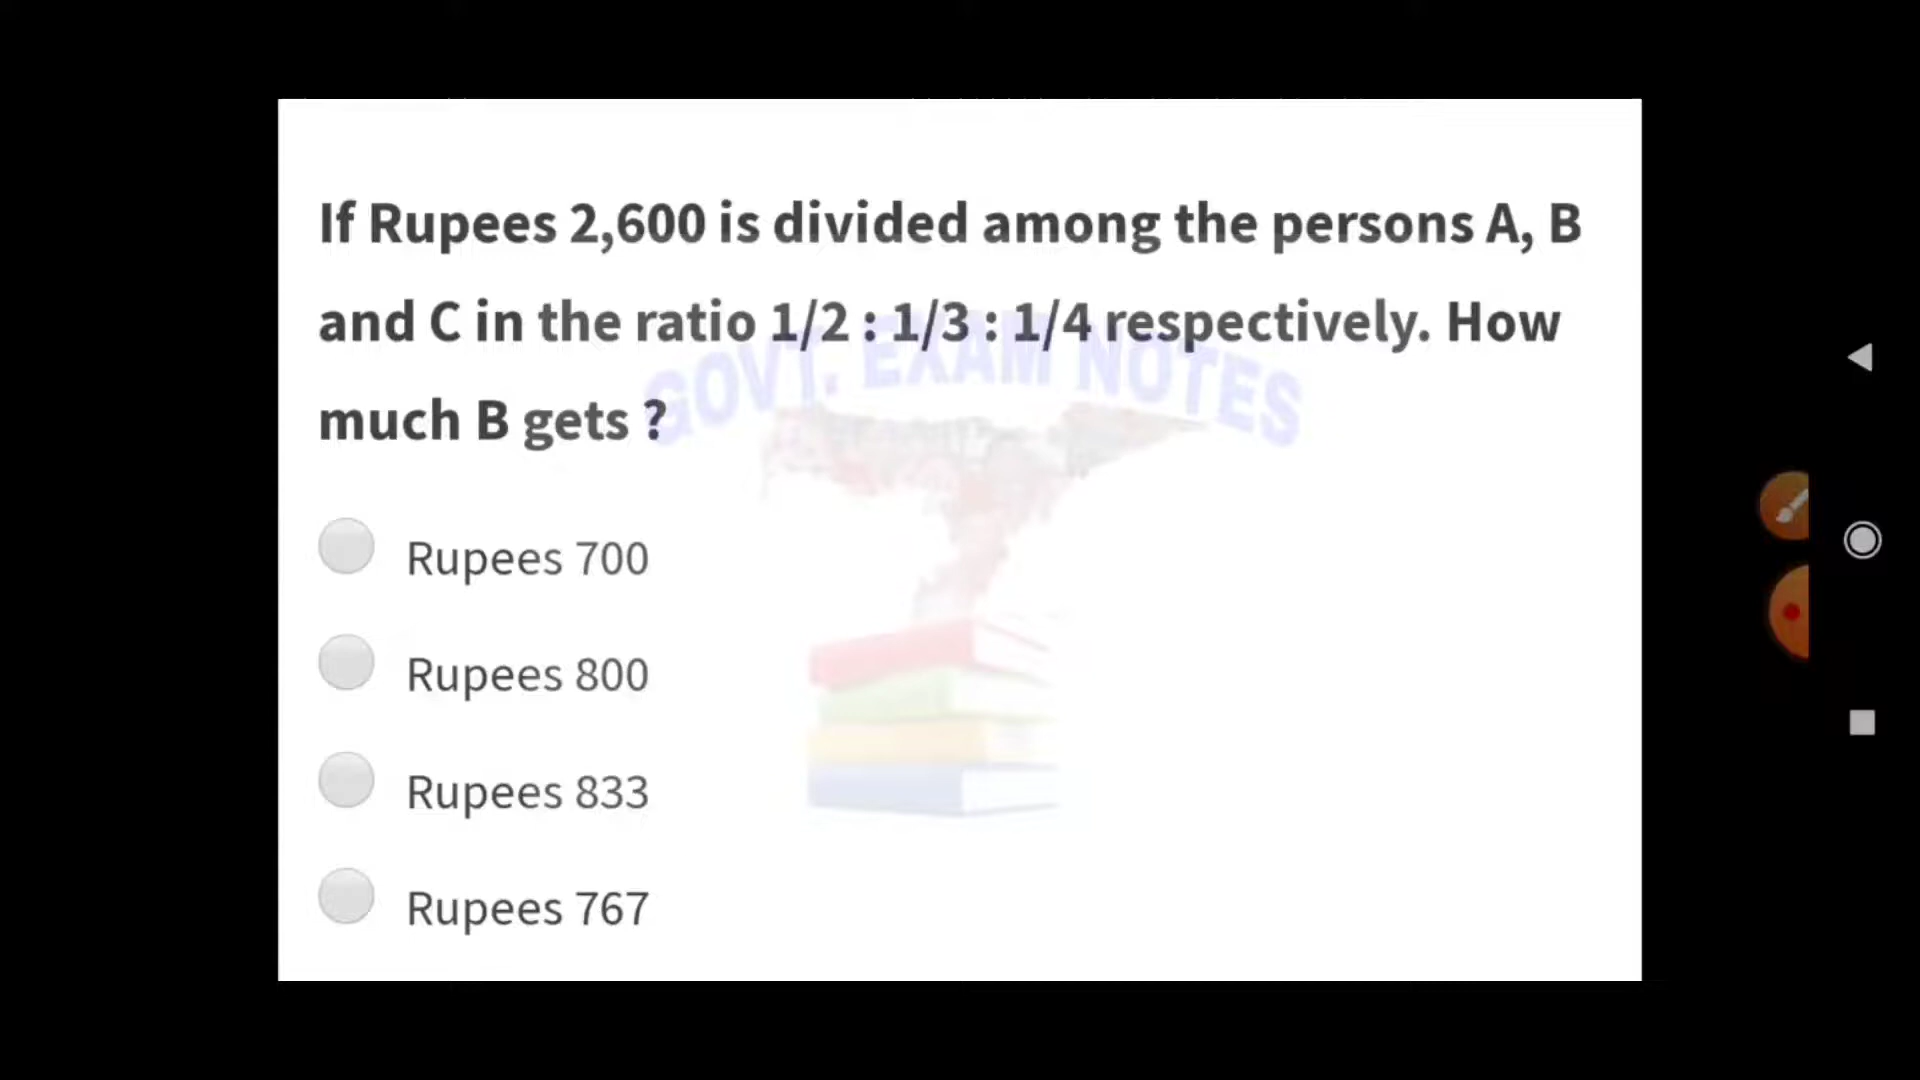 If Rupees 2,600 is divided among the persons A, B
and C in the ratio 1/2 : 1/3 : 1/4 respectively. How
much B gets ?
GOVT. EXAM NOTES
Rupees 700
Rupees 800
Rupees 833
Rupees 767